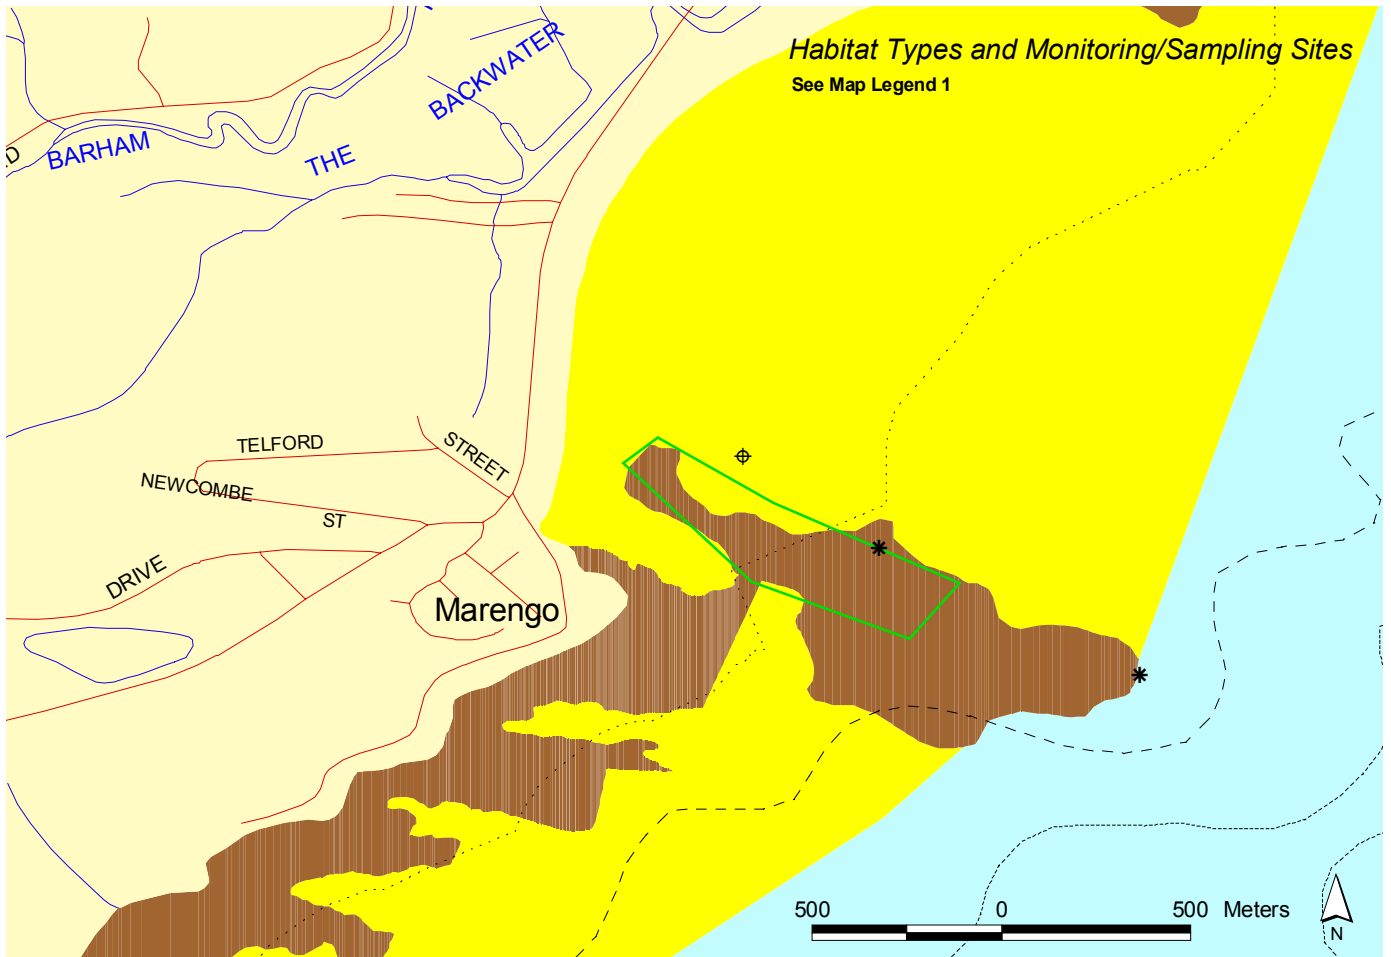 Habitat Types and Monitoring/Sampling Sites
See Map Legend 1
BACKWATER
THE
BARHAM
TELFORD
STREET
NEWCOMBE
ST
DRIVE
Marengo
500 0 500 Meters
N